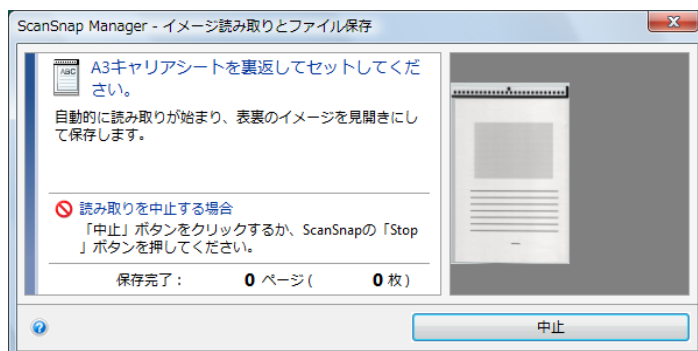 ScanSnap Manager - イメージ読み取りとファイル保存
ABC
A3キャリアシートを裏返してセットしてくだ
さい。
自動的に読み取りが始まり、表裏のイメージを見開きにし
て保存します。
読み取りを中止する場合
「中止」ボタンをクリックするか、ScanSnapの「Stop
」ボタンを押してください。
保存完了： 0 ページ ( 0 枚 )
中止